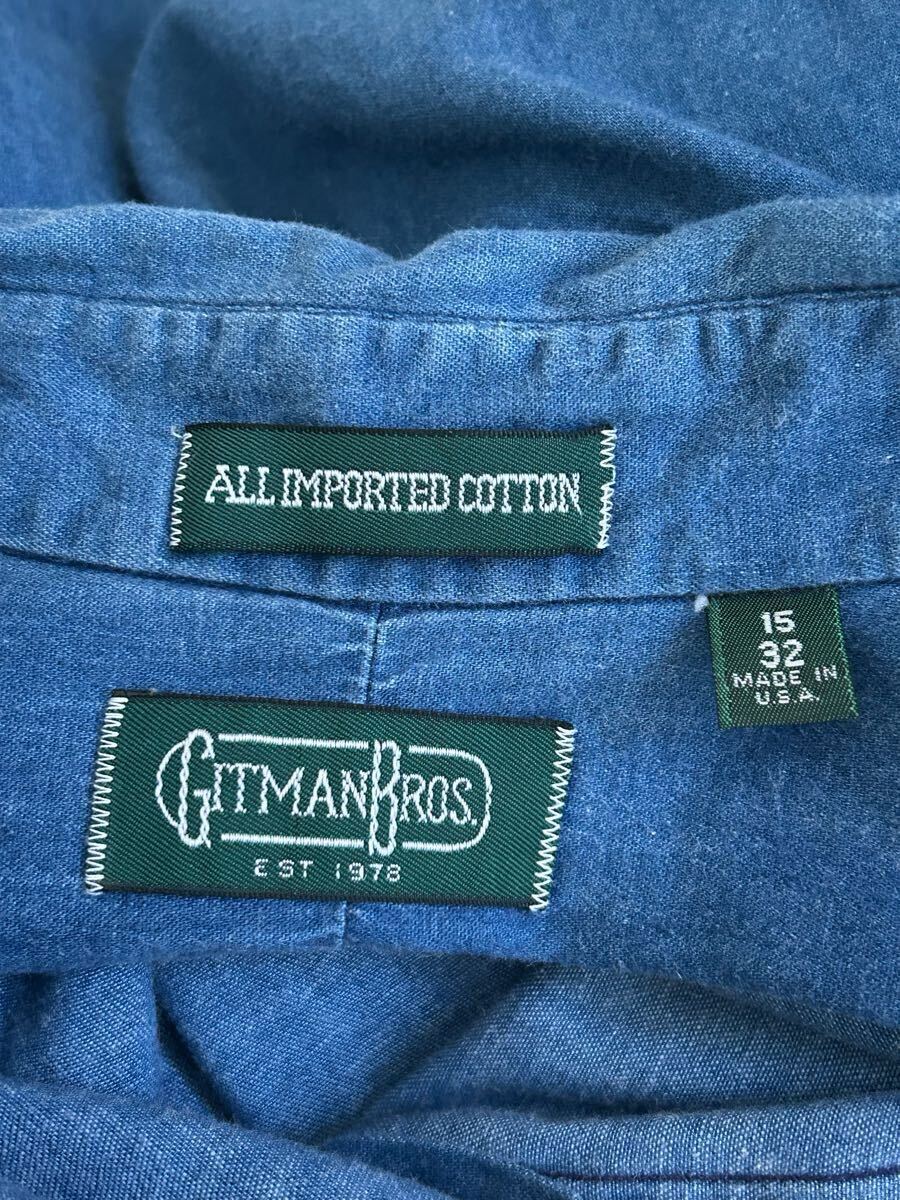 ALL IMPORTED COTTON
15
32
MADE IN
U.S.A.
GITMAN BROS.
EST 1978